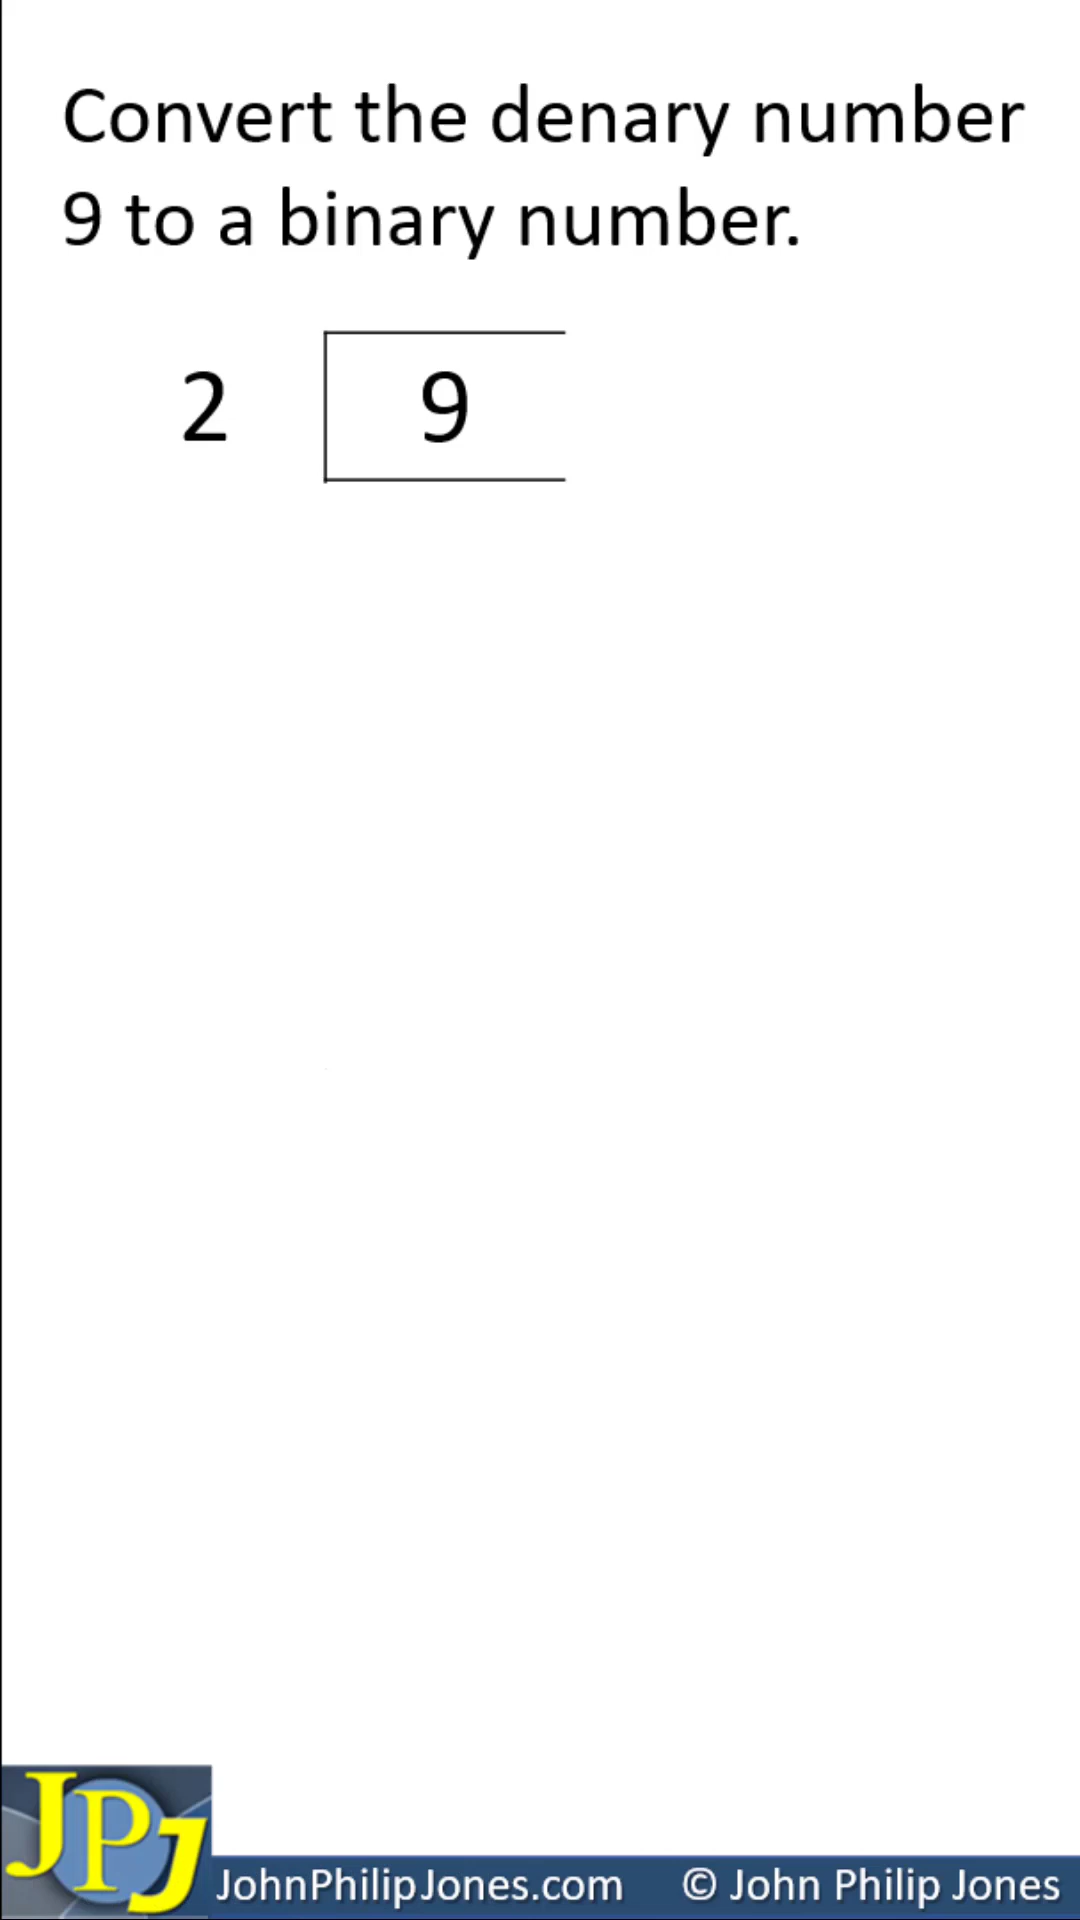 Convert the denary number
9 to a binary number.
2 9
JPJ
JohnPhilipJones.com © John Philip Jones